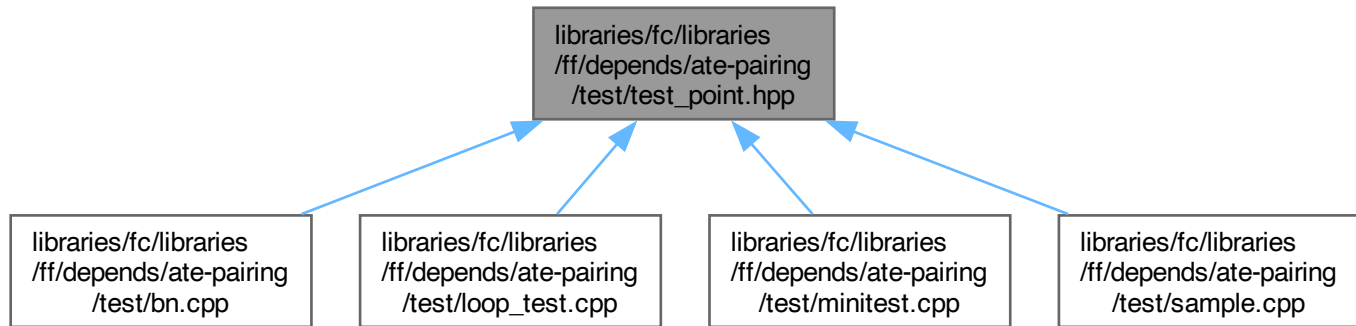 libraries/fc/libraries
/ff/depends/ate-pairing
/test/test_point.hpp
libraries/fc/libraries
/ff/depends/ate-pairing
/test/bn.cpp
libraries/fc/libraries
/ff/depends/ate-pairing
/test/loop_test.cpp
libraries/fc/libraries
/ff/depends/ate-pairing
/test/minitest.cpp
libraries/fc/libraries
/ff/depends/ate-pairing
/test/sample.cpp